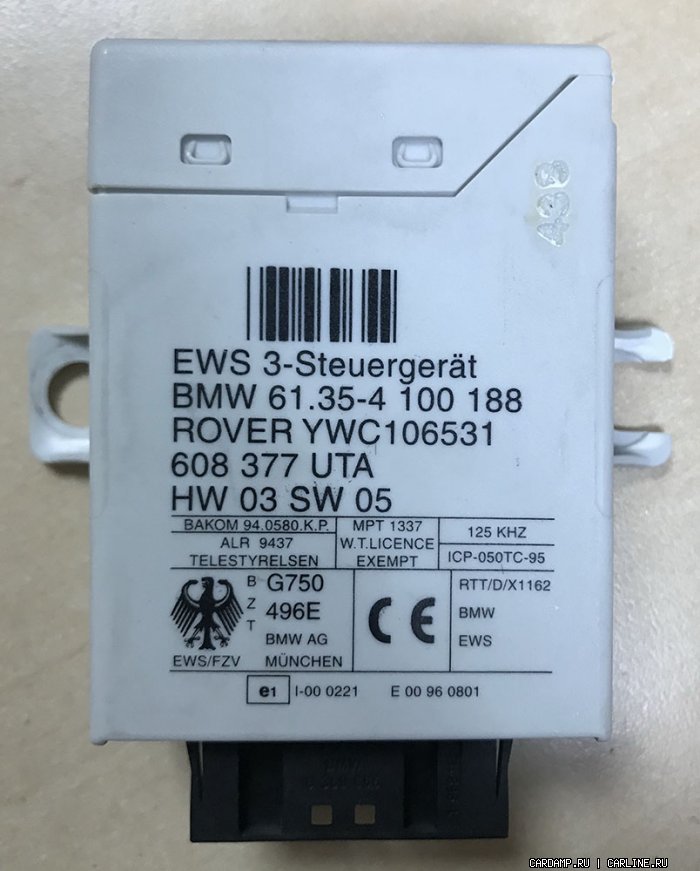 493
EWS 3-Steuergerät
BMW 61.35-4 100 188
ROVER YWC106531
608 377 UTA
HW 03 SW 05
BAKOM 94.0580.K.P.
ALR 9437
TELESTYRELSEN
MPT 1337
W.T.LICENCE
EXEMPT
125 KHZ
ICP-050TC-95
EWS/FZV
BZT
G750
496E
BMW AG
MÜNCHEN
CE
RTT/D/X1162
BMW
EWS
e1 I-00 0221 E 00 96 0801
CARDAMP.RU | CARLINE.RU